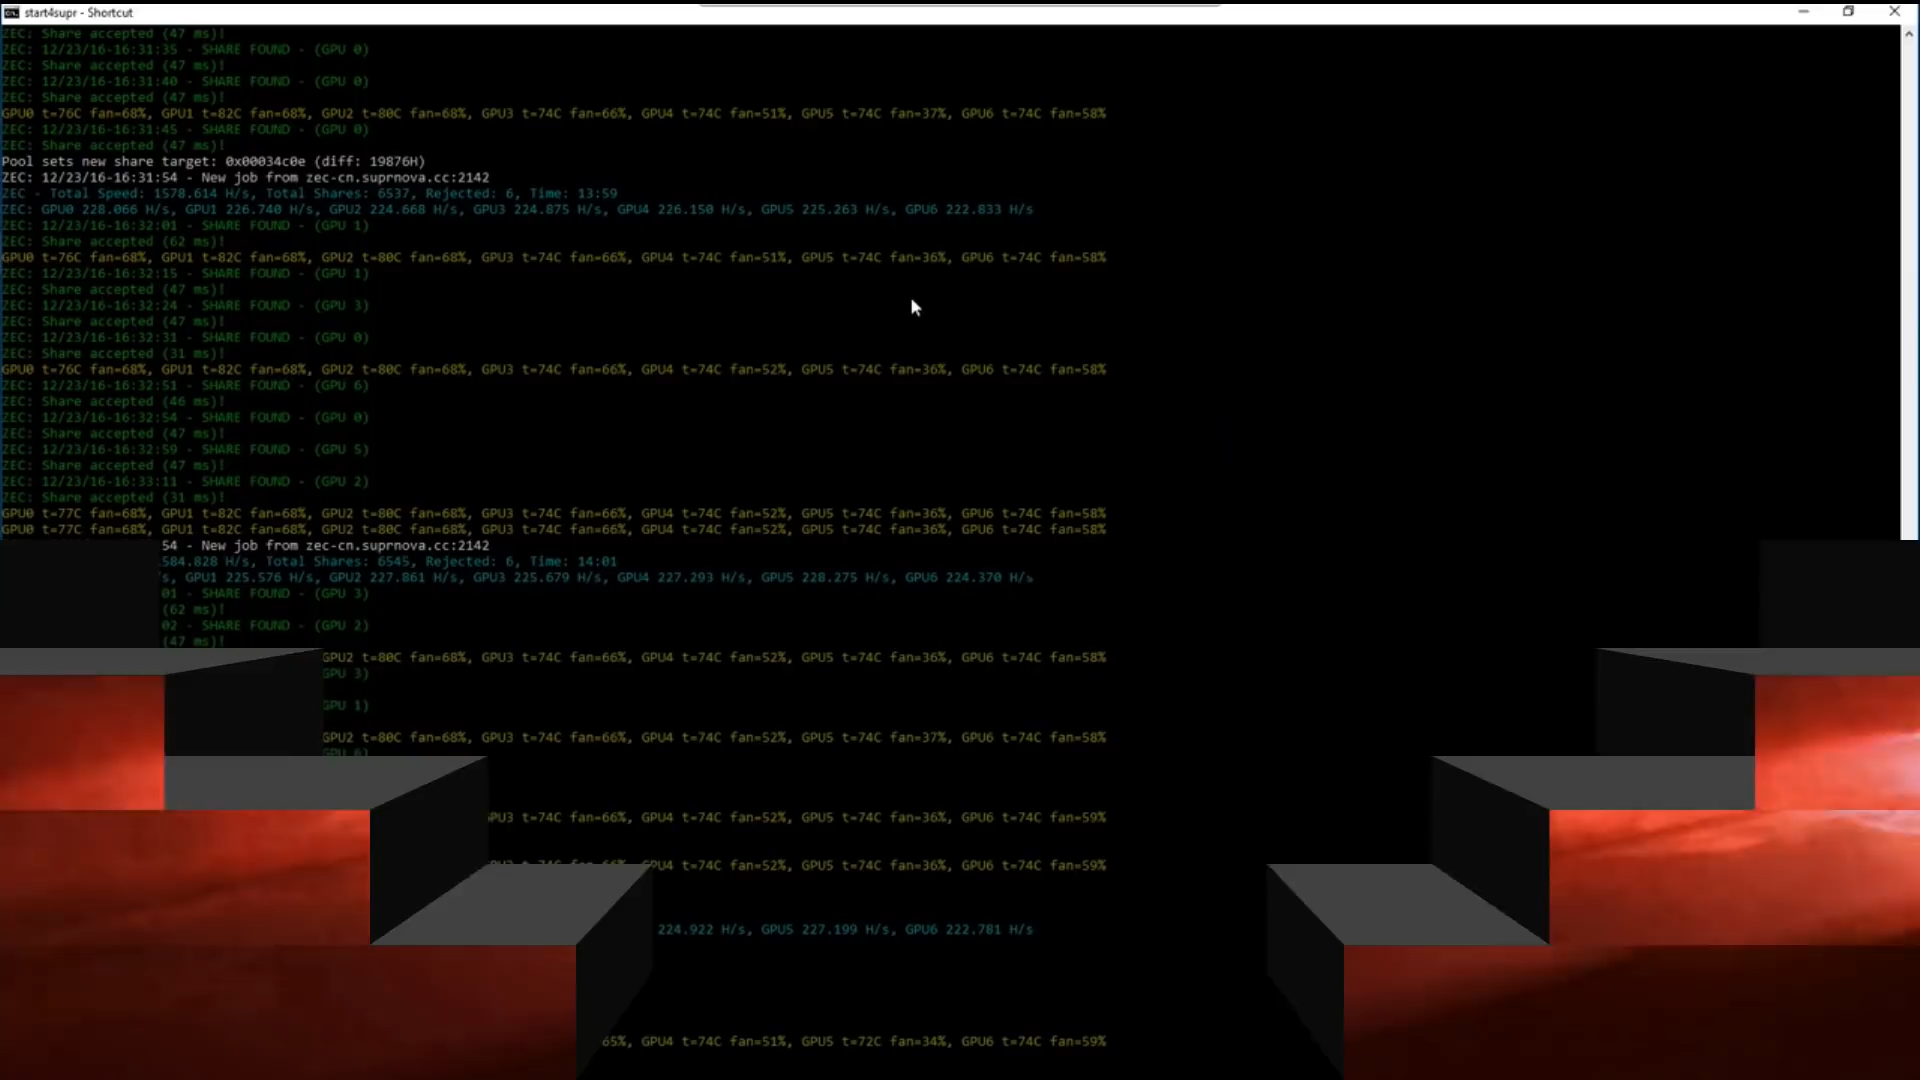 start4supr - Shortcut
ZEC: Share accepted (47 ms)!
ZEC: 12/23/16-16:31:35 - SHARE FOUND - (GPU 0)
ZEC: Share accepted (47 ms)!
ZEC: 12/23/16-16:31:40 - SHARE FOUND - (GPU 0)
ZEC: Share accepted (47 ms)!
GPU0 t=76C fan=68%, GPU1 t=82C fan=68%, GPU2 t=80C fan=68%, GPU3 t=74C fan=66%, GPU4 t=74C fan=51%, GPU5 t=74C fan=37%, GPU6 t=74C fan=58%
ZEC: 12/23/16-16:31:45 - SHARE FOUND - (GPU 0)
ZEC: Share accepted (47 ms)!
Pool sets new share target: 0x00034c0e (diff: 19876H)
ZEC: 12/23/16-16:31:54 - New job from zec-cn.suprnova.cc:2142
ZEC - Total Speed: 1578.614 H/s, Total Shares: 6537, Rejected: 6, Time: 13:59
ZEC: GPU0 228.066 H/s, GPU1 226.740 H/s, GPU2 224.668 H/s, GPU3 224.875 H/s, GPU4 226.150 H/s, GPU5 225.263 H/s, GPU6 222.833 H/s
ZEC: 12/23/16-16:32:01 - SHARE FOUND - (GPU 1)
ZEC: Share accepted (62 ms)!
GPU0 t=76C fan=68%, GPU1 t=82C fan=68%, GPU2 t=80C fan=68%, GPU3 t=74C fan=66%, GPU4 t=74C fan=51%, GPU5 t=74C fan=36%, GPU6 t=74C fan=58%
ZEC: 12/23/16-16:32:15 - SHARE FOUND - (GPU 1)
ZEC: Share accepted (47 ms)!
ZEC: 12/23/16-16:32:24 - SHARE FOUND - (GPU 3)
ZEC: Share accepted (47 ms)!
ZEC: 12/23/16-16:32:31 - SHARE FOUND - (GPU 0)
ZEC: Share accepted (31 ms)!
GPU0 t=76C fan=68%, GPU1 t=82C fan=68%, GPU2 t=80C fan=68%, GPU3 t=74C fan=66%, GPU4 t=74C fan=52%, GPU5 t=74C fan=36%, GPU6 t=74C fan=58%
ZEC: 12/23/16-16:32:51 - SHARE FOUND - (GPU 6)
ZEC: Share accepted (46 ms)!
ZEC: 12/23/16-16:32:54 - SHARE FOUND - (GPU 0)
ZEC: Share accepted (47 ms)!
ZEC: 12/23/16-16:32:59 - SHARE FOUND - (GPU 5)
ZEC: Share accepted (47 ms)!
ZEC: 12/23/16-16:33:11 - SHARE FOUND - (GPU 2)
ZEC: Share accepted (31 ms)!
GPU0 t=77C fan=68%, GPU1 t=82C fan=68%, GPU2 t=80C fan=68%, GPU3 t=74C fan=66%, GPU4 t=74C fan=52%, GPU5 t=74C fan=36%, GPU6 t=74C fan=58%
GPU0 t=77C fan=68%, GPU1 t=82C fan=68%, GPU2 t=80C fan=68%, GPU3 t=74C fan=66%, GPU4 t=74C fan=52%, GPU5 t=74C fan=36%, GPU6 t=74C fan=58%
54 - New job from zec-cn.suprnova.cc:2142
584.828 H/s, Total Shares: 6545, Rejected: 6, Time: 14:01
s, GPU1 225.576 H/s, GPU2 227.861 H/s, GPU3 225.679 H/s, GPU4 227.293 H/s, GPU5 228.275 H/s, GPU6 224.370 H/s
01 - SHARE FOUND - (GPU 3)
(62 ms)!
02 - SHARE FOUND - (GPU 2)
(47 ms)!
GPU2 t=80C fan=68%, GPU3 t=74C fan=66%, GPU4 t=74C fan=52%, GPU5 t=74C fan=36%, GPU6 t=74C fan=58%
GPU 3)
GPU 1)
GPU2 t=80C fan=68%, GPU3 t=74C fan=66%, GPU4 t=74C fan=52%, GPU5 t=74C fan=37%, GPU6 t=74C fan=58%
GPU 6)
PU3 t=74C fan=66%, GPU4 t=74C fan=52%, GPU5 t=74C fan=36%, GPU6 t=74C fan=59%
PU4 t=74C fan=52%, GPU5 t=74C fan=36%, GPU6 t=74C fan=59%
224.922 H/s, GPU5 227.199 H/s, GPU6 222.781 H/s
65%, GPU4 t=74C fan=51%, GPU5 t=72C fan=34%, GPU6 t=74C fan=59%